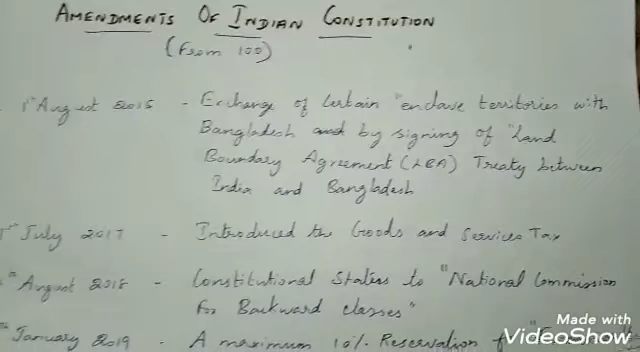 AMENDMENTS OF INDIAN CONSTITUTION
(From 100)
1st August 2015 - Exchange of Certain "enclave territories with
Bangladesh and by signing of "Land
Boundary Agreement (LBA) Treaty between
India and Bangladesh
1st July 2017 - Introduced the Goods and Services Tax
August 2018 - Constitutional Status to "National Commission
for Backward classes"
January 2019 - A maximum 10% Reservation
Made with
VideoShow